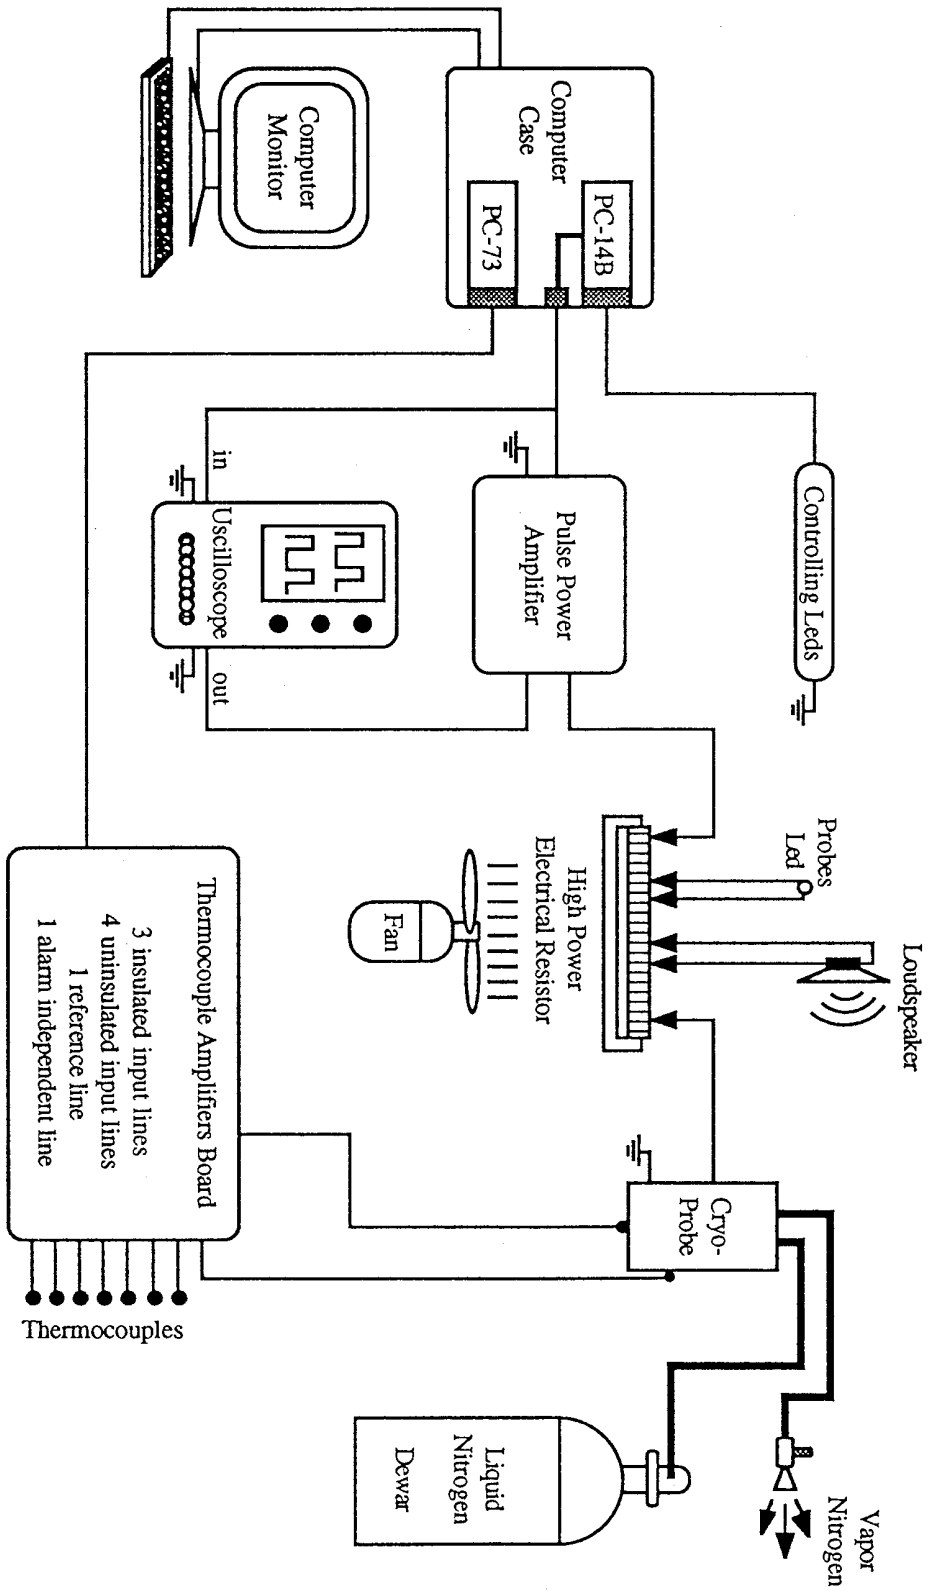 Computer
Monitor
Computer
Case
PC-14B
PC-73
Controlling Leds
Pulse Power
Amplifier
in
Uscilloscope
out
Probes
Led
Loudspeaker
High Power
Electrical Resistor
Fan
Thermocouple Amplifiers Board
3 insulated input lines
4 uninsulated input lines
1 reference line
1 alarm independent line
Thermocouples
Cryo-
Probe
Liquid
Nitrogen
Dewar
Vapor
Nitrogen